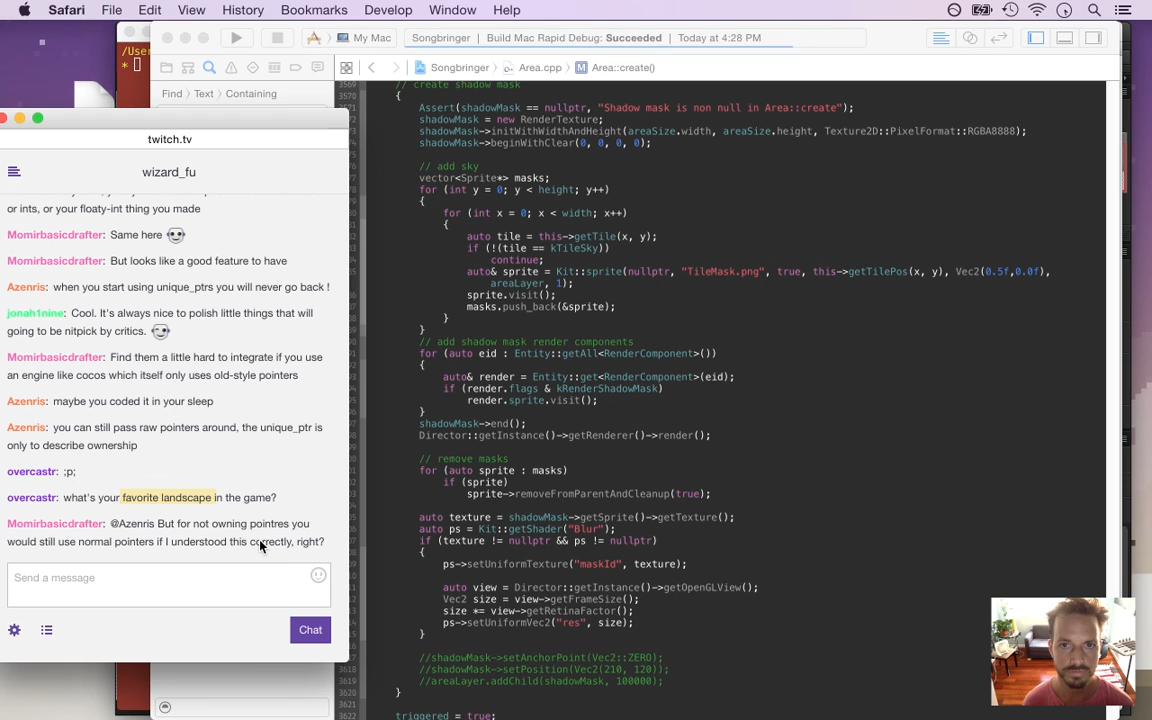 Safari File Edit View History Bookmarks Develop Window Help
/User
*
My Mac
Songbringer | Build Mac Rapid Debug: Succeeded | Today at 4:28 PM
Find > Text > Containing
Songbringer Area.cpp M Area::create()
twitch.tv
wizard_fu
or ints, or your floaty-int thing you made
Momirbasicdrafter: Same here
Momirbasicdrafter: But looks like a good feature to have
Azenris: when you start using unique_ptrs you will never go back !
jonah1nine: Cool. It's always nice to polish little things that will
going to be nitpick by critics.
Momirbasicdrafter: Find them a little hard to integrate if you use
an engine like cocos which itself only uses old-style pointers
Azenris: maybe you coded it in your sleep
Azenris: you can still pass raw pointers around, the unique_ptr is
only to describe ownership
overcastr: ;p;
overcastr: what's your favorite landscape in the game?
Momirbasicdrafter: @Azenris But for not owning pointres you
would still use normal pointers if I understood this correctly, right?
Send a message
Chat
3569 // create shadow mask
3570 {
Assert(shadowMask == nullptr, "Shadow mask is non null in Area::create");
shadowMask = new RenderTexture;
shadowMask->initWithWidthAndHeight(areaSize.width, areaSize.height, Texture2D::PixelFormat::RGBA8888);
shadowMask->beginWithClear(0, 0, 0, 0);
// add sky
vector<Sprite*> masks;
for (int y = 0; y < height; y++)
{
for (int x = 0; x < width; x++)
{
auto tile = this->getTile(x, y);
if (!(tile == kTileSky))
continue;
auto& sprite = Kit::sprite(nullptr, "TileMask.png", true, this->getTilePos(x, y), Vec2(0.5f,0.0f),
areaLayer, 1);
sprite.visit();
masks.push_back(&sprite);
}
}
// add shadow mask render components
for (auto eid : Entity::getAll<RenderComponent>())
{
auto& render = Entity::get<RenderComponent>(eid);
if (render.flags & kRenderShadowMask)
render.sprite.visit();
}
shadowMask->end();
Director::getInstance()->getRenderer()->render();
// remove masks
for (auto sprite : masks)
if (sprite)
sprite->removeFromParentAndCleanup(true);
auto texture = shadowMask->getSprite()->getTexture();
auto ps = Kit::getShader("Blur");
if (texture != nullptr && ps != nullptr)
{
ps->setUniformTexture("maskId", texture);
auto view = Director::getInstance()->getOpenGLView();
Vec2 size = view->getFrameSize();
size *= view->getRetinaFactor();
ps->setUniformVec2("res", size);
}
//shadowMask->setAnchorPoint(Vec2::ZERO);
3618 //shadowMask->setPosition(Vec2(210, 120));
3619 //areaLayer.addChild(shadowMask, 100000);
3620 }
3621
3622 triggered = true;